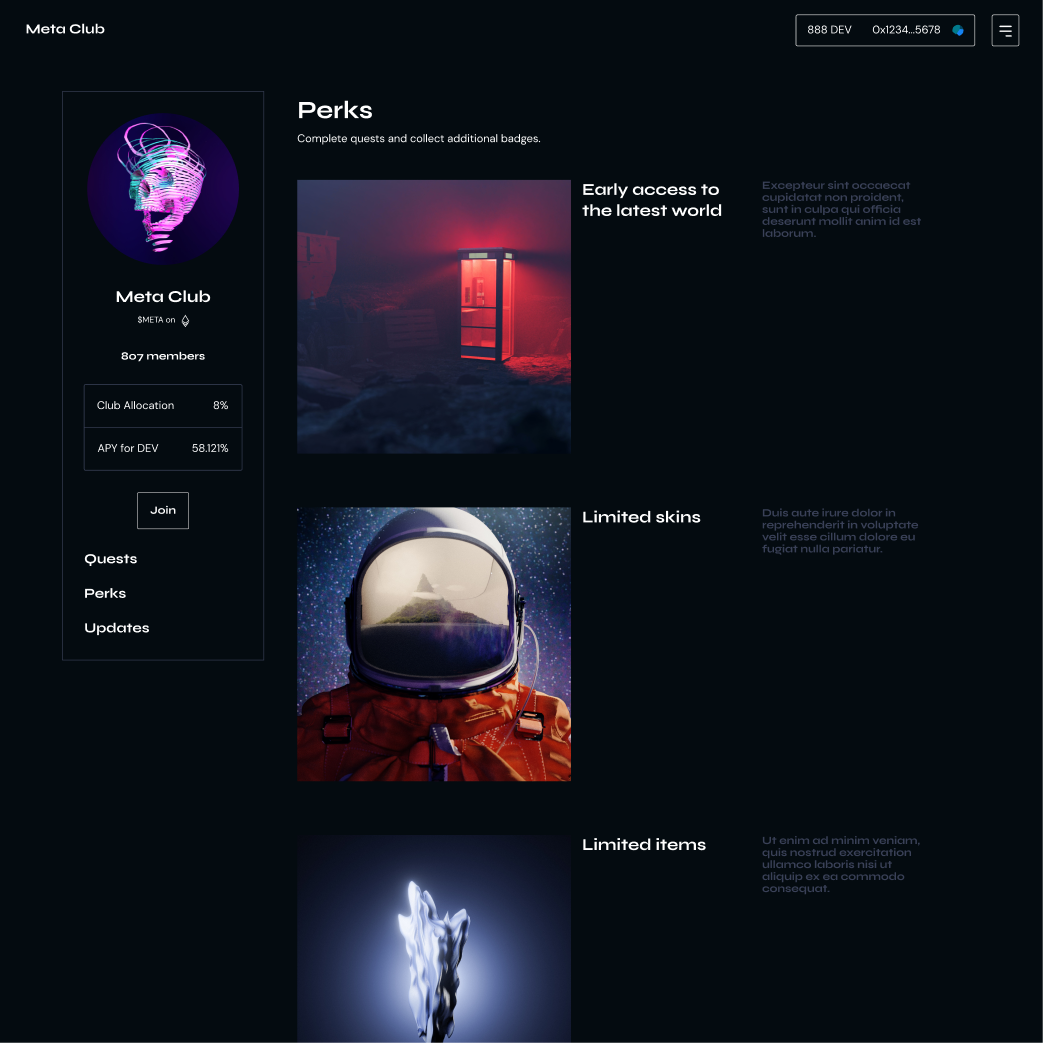 Meta Club
888 DEV 0x1234...5678
Meta Club
$META on
807 members
Club Allocation 8%
APY for DEV 58.121%
Join
Quests
Perks
Updates
Perks
Complete quests and collect additional badges.
Early access to
the latest world
Excepteur sint occaecat
cupidatat non proident,
sunt in culpa qui officia
deserunt mollit anim id est
laborum.
Limited skins
Duis aute irure dolor in
reprehenderit in voluptate
velit esse cillum dolore eu
fugiat nulla pariatur.
Limited items
Ut enim ad minim veniam,
quis nostrud exercitation
ullamco laboris nisi ut
aliquip ex ea commodo
consequat.